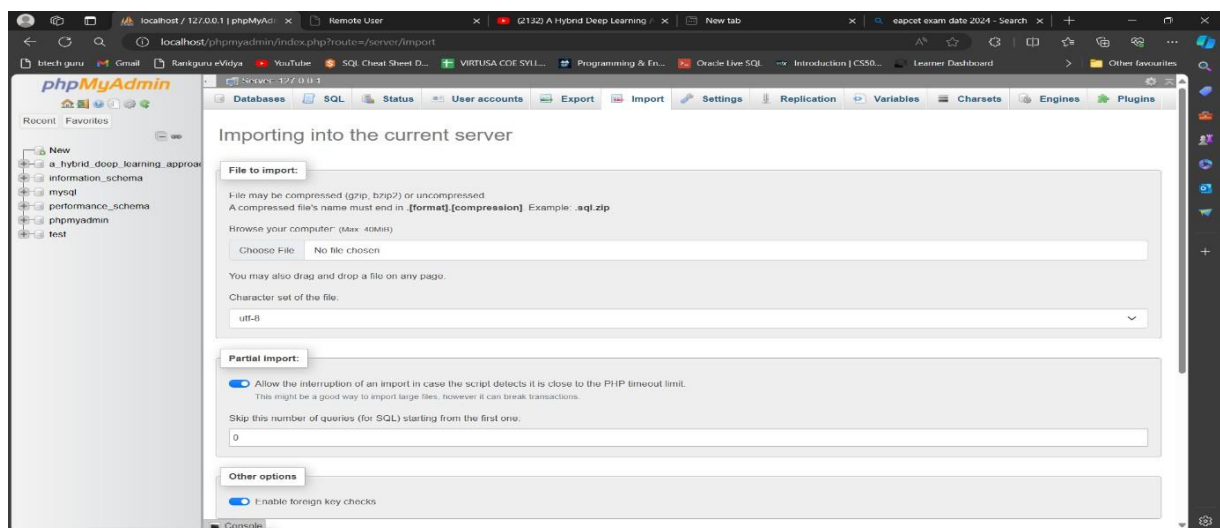 localhost / 127.0.0.1 | phpMyAdr
Remote User
(2132) A Hybrid Deep Learning A
New tab
eapcet exam date 2024 - Search
localhost/phpmyadmin/index.php?route=/server/import
btech guru
Gmail
Rankguru eVidya
YouTube
SQL Cheat Sheet D...
VIRTUSA COE SYLL...
Programming & En...
Oracle Live SQL
Introduction | CS50...
Learner Dashboard
Other favourites
phpMyAdmin
Recent Favorites
New
a_hybrid_deep_learning_approac
information_schema
mysql
performance_schema
phpmyadmin
test
Server: 127.0.0.1
Databases
SQL
Status
User accounts
Export
Import
Settings
Replication
Variables
Charsets
Engines
Plugins
Importing into the current server
File to import:
File may be compressed (gzip, bzip2) or uncompressed.
A compressed file's name must end in .[format].[compression]. Example: .sql.zip
Browse your computer: (Max: 40MiB)
Choose File No file chosen
You may also drag and drop a file on any page.
Character set of the file:
utf-8
Partial import:
Allow the interruption of an import in case the script detects it is close to the PHP timeout limit.
This might be a good way to import large files, however it can break transactions.
Skip this number of queries (for SQL) starting from the first one:
0
Other options
Enable foreign key checks
Console